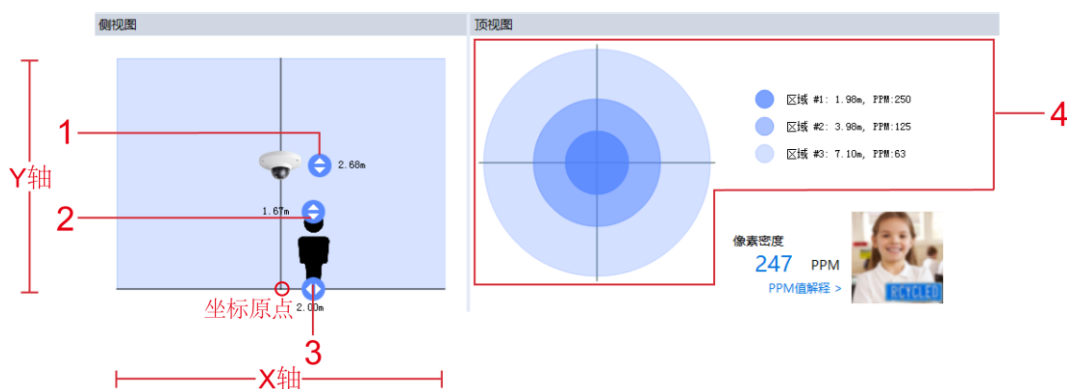 侧视图
顶视图
1
2.68m
Y轴
2
1.67m
坐标原点
2.00m
3
X轴
区域 #1: 1.98m, PPM:250
区域 #2: 3.98m, PPM:125
区域 #3: 7.10m, PPM:63
4
像素密度
247 PPM
PPM值解释 >
RCYCLED